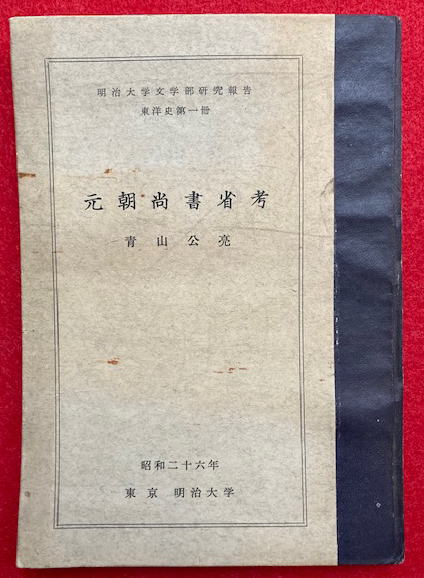 明治大学文学部研究報告
東洋史第一冊
元朝尚書省考
青山公亮
昭和二十六年
東京 明治大学